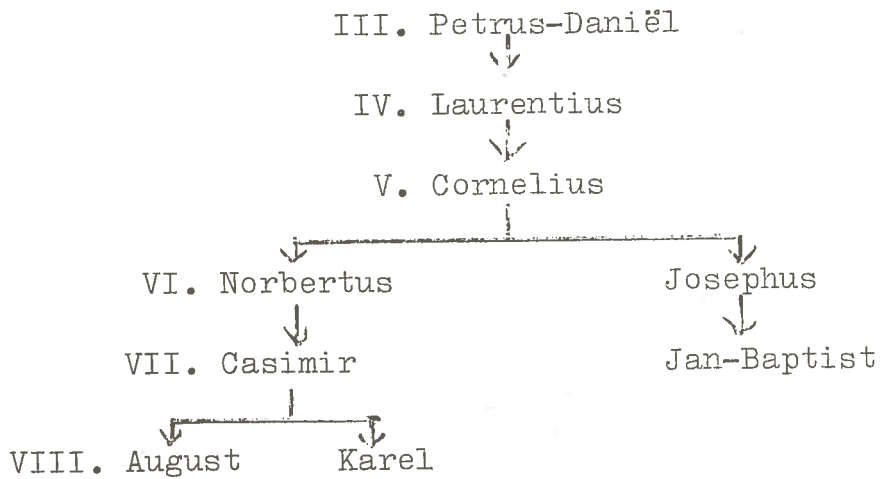 III. Petrus-Daniël
IV. Laurentius
V. Cornelius
VI. Norbertus Josephus
VII. Casimir Jan-Baptist
VIII. August Karel